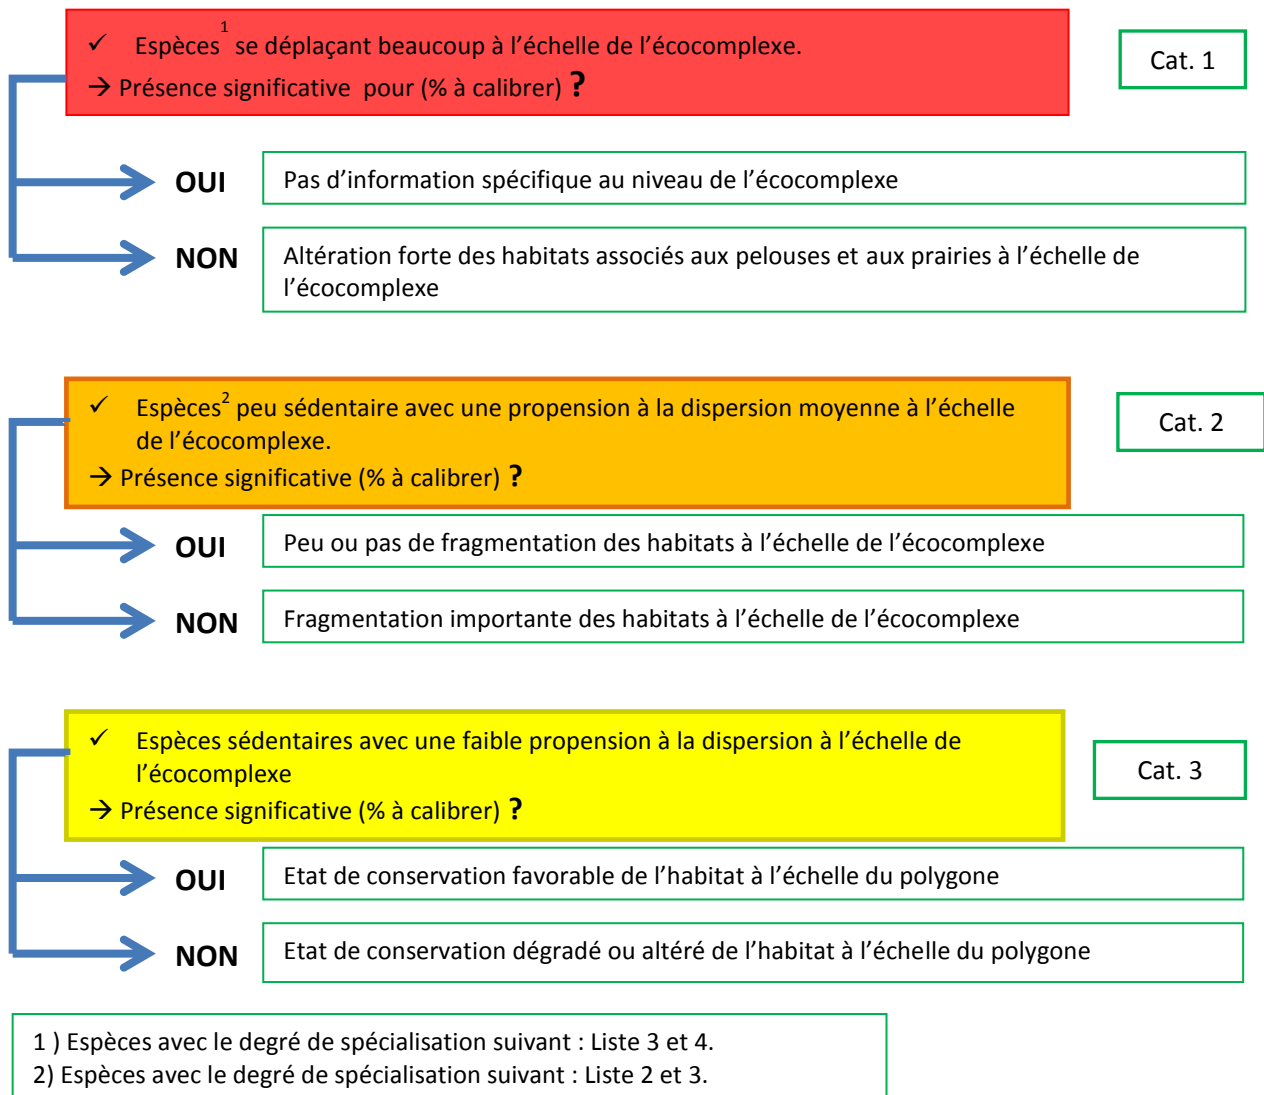 ✓ Espèces¹ se déplaçant beaucoup à l’échelle de l’écocomplexe.
→ Présence significative pour (% à calibrer) ?
Cat. 1
OUI
Pas d’information spécifique au niveau de l’écocomplexe
NON
Altération forte des habitats associés aux pelouses et aux prairies à l’échelle de
l’écocomplexe
✓ Espèces² peu sédentaire avec une propension à la dispersion moyenne à l’échelle
de l’écocomplexe.
→ Présence significative (% à calibrer) ?
Cat. 2
OUI
Peu ou pas de fragmentation des habitats à l’échelle de l’écocomplexe
NON
Fragmentation importante des habitats à l’échelle de l’écocomplexe
✓ Espèces sédentaires avec une faible propension à la dispersion à l’échelle de
l’écocomplexe
→ Présence significative (% à calibrer) ?
Cat. 3
OUI
Etat de conservation favorable de l’habitat à l’échelle du polygone
NON
Etat de conservation dégradé ou altéré de l’habitat à l’échelle du polygone
1 ) Espèces avec le degré de spécialisation suivant : Liste 3 et 4.
2) Espèces avec le degré de spécialisation suivant : Liste 2 et 3.